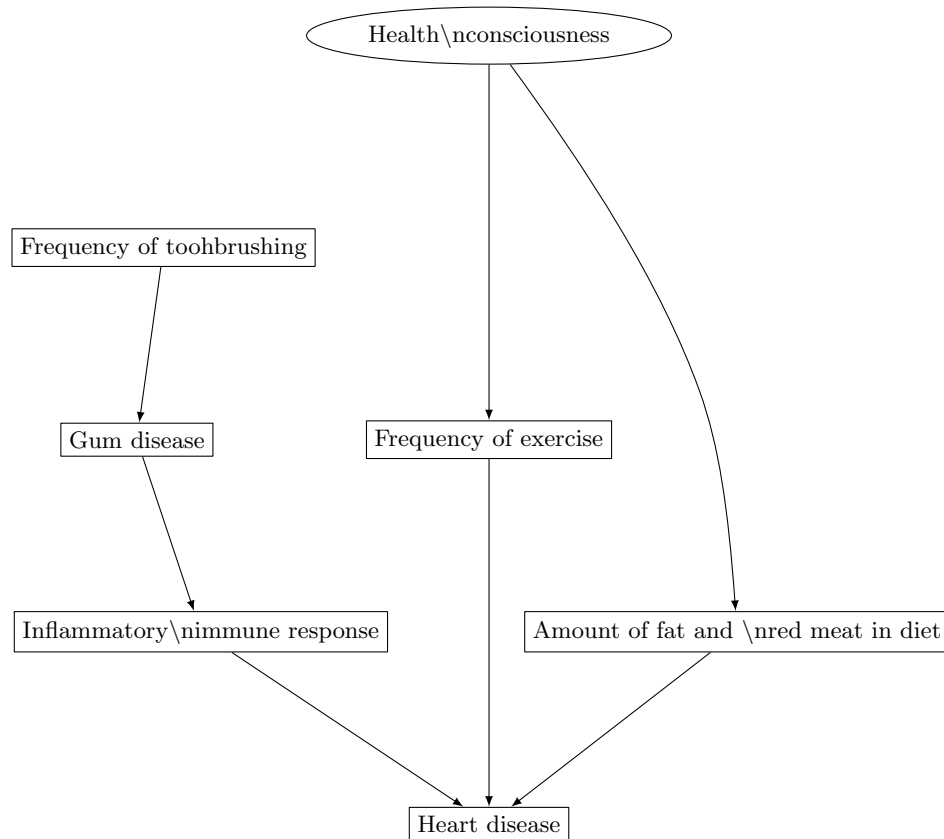 Health\nconsciousness
Frequency of toohbrushing
Gum disease
Frequency of exercise
Inflammatory\nimmune response
Amount of fat and \nred meat in diet
Heart disease